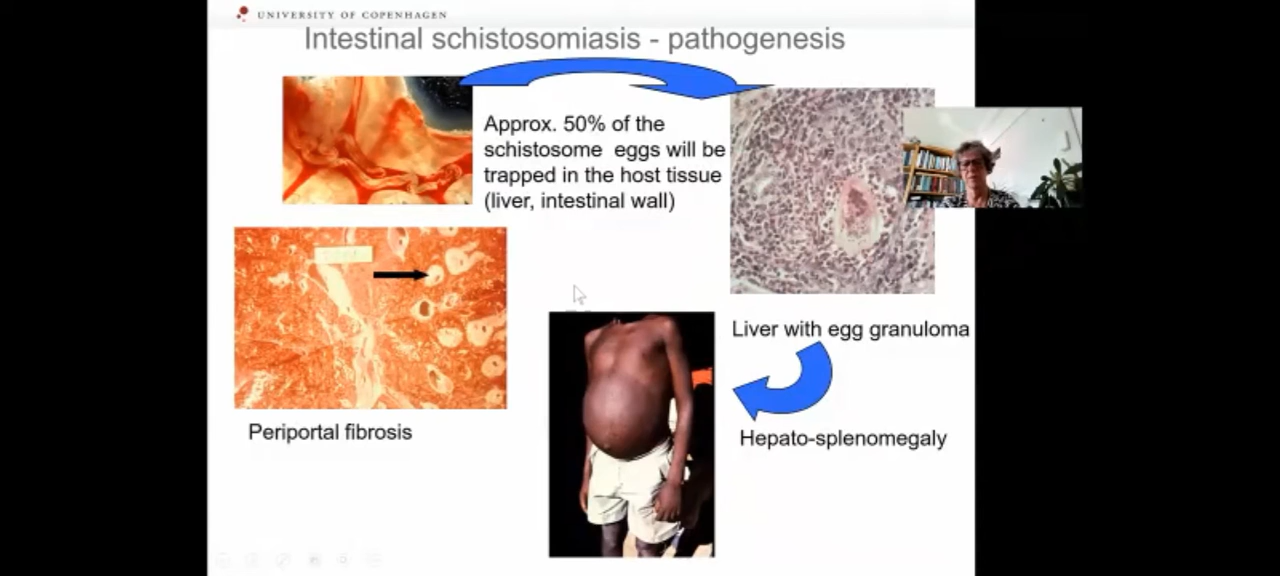 UNIVERSITY OF COPENHAGEN
Intestinal schistosomiasis - pathogenesis
Approx. 50% of the
schistosome eggs will be
trapped in the host tissue
(liver, intestinal wall)
Liver with egg granuloma
Periportal fibrosis
Hepato-splenomegaly